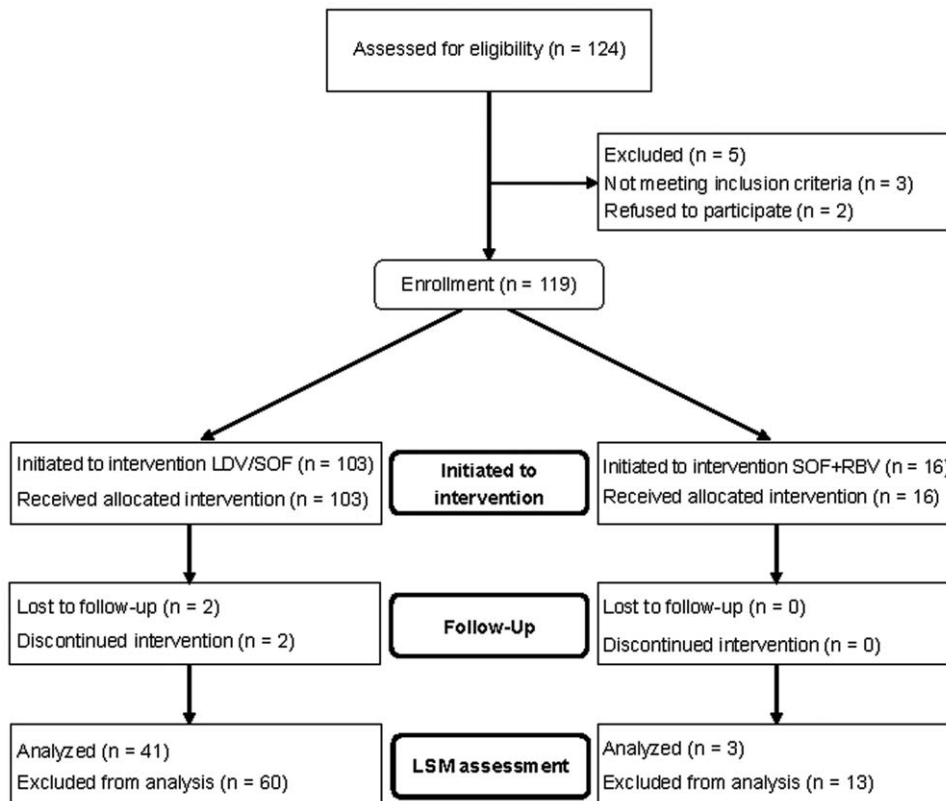 Assessed for eligibility (n = 124)
Excluded (n = 5)
Not meeting inclusion criteria (n = 3)
Refused to participate (n = 2)
Enrollment (n = 119)
Initiated to intervention LDV/SOF (n = 103)
Received allocated intervention (n = 103)
Initiated to
intervention
Initiated to intervention SOF+RBV (n = 16)
Received allocated intervention (n = 16)
Lost to follow-up (n = 2)
Discontinued intervention (n = 2)
Follow-Up
Lost to follow-up (n = 0)
Discontinued intervention (n = 0)
Analyzed (n = 41)
Excluded from analysis (n = 60)
LSM assessment
Analyzed (n = 3)
Excluded from analysis (n = 13)